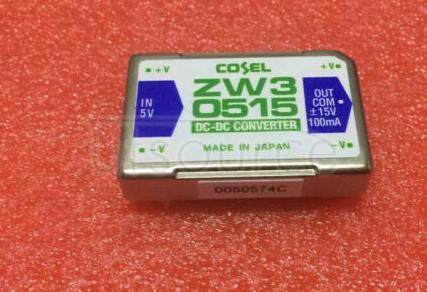 COSEL
+V +V
ZW3
0515
IN
5V
OUT
COM
±15V
100mA
DC-DC CONVERTER
-V MADE IN JAPAN -V
0050574C